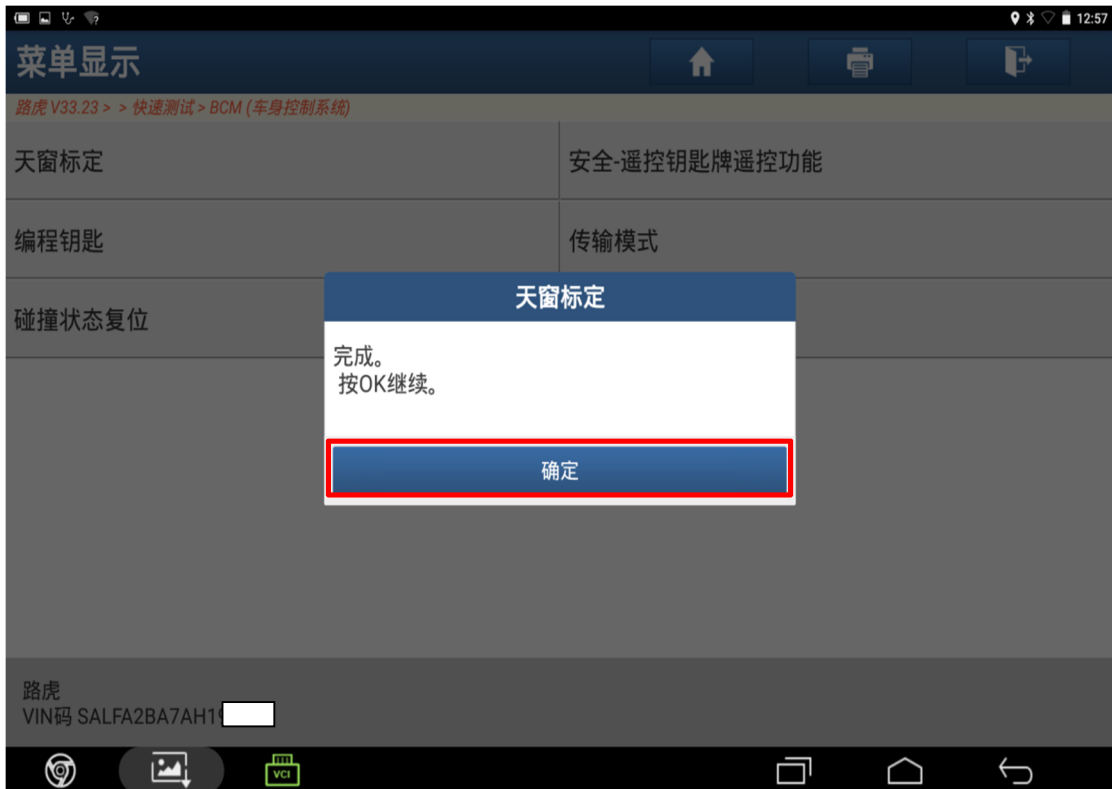 12:57
菜单显示
路虎 V33.23 > > 快速测试 > BCM (车身控制系统)
天窗标定
安全-遥控钥匙牌遥控功能
编程钥匙
传输模式
碰撞状态复位
天窗标定
完成。
按OK继续。
确定
路虎
VIN码 SALFA2BA7AH19
VCI